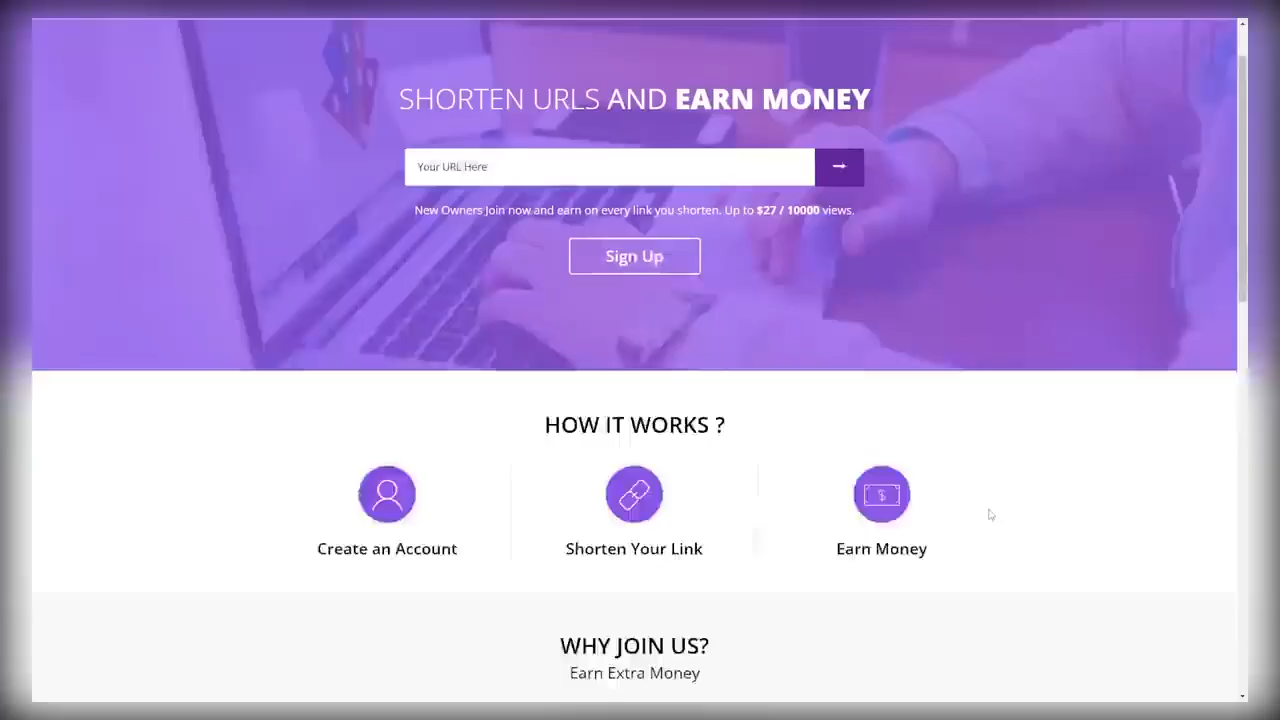 SHORTEN URLS AND EARN MONEY
Your URL Here
New Owners Join now and earn on every link you shorten. Up to $27 / 10000 views.
Sign Up
HOW IT WORKS ?
Create an Account
Shorten Your Link
Earn Money
WHY JOIN US?
Earn Extra Money